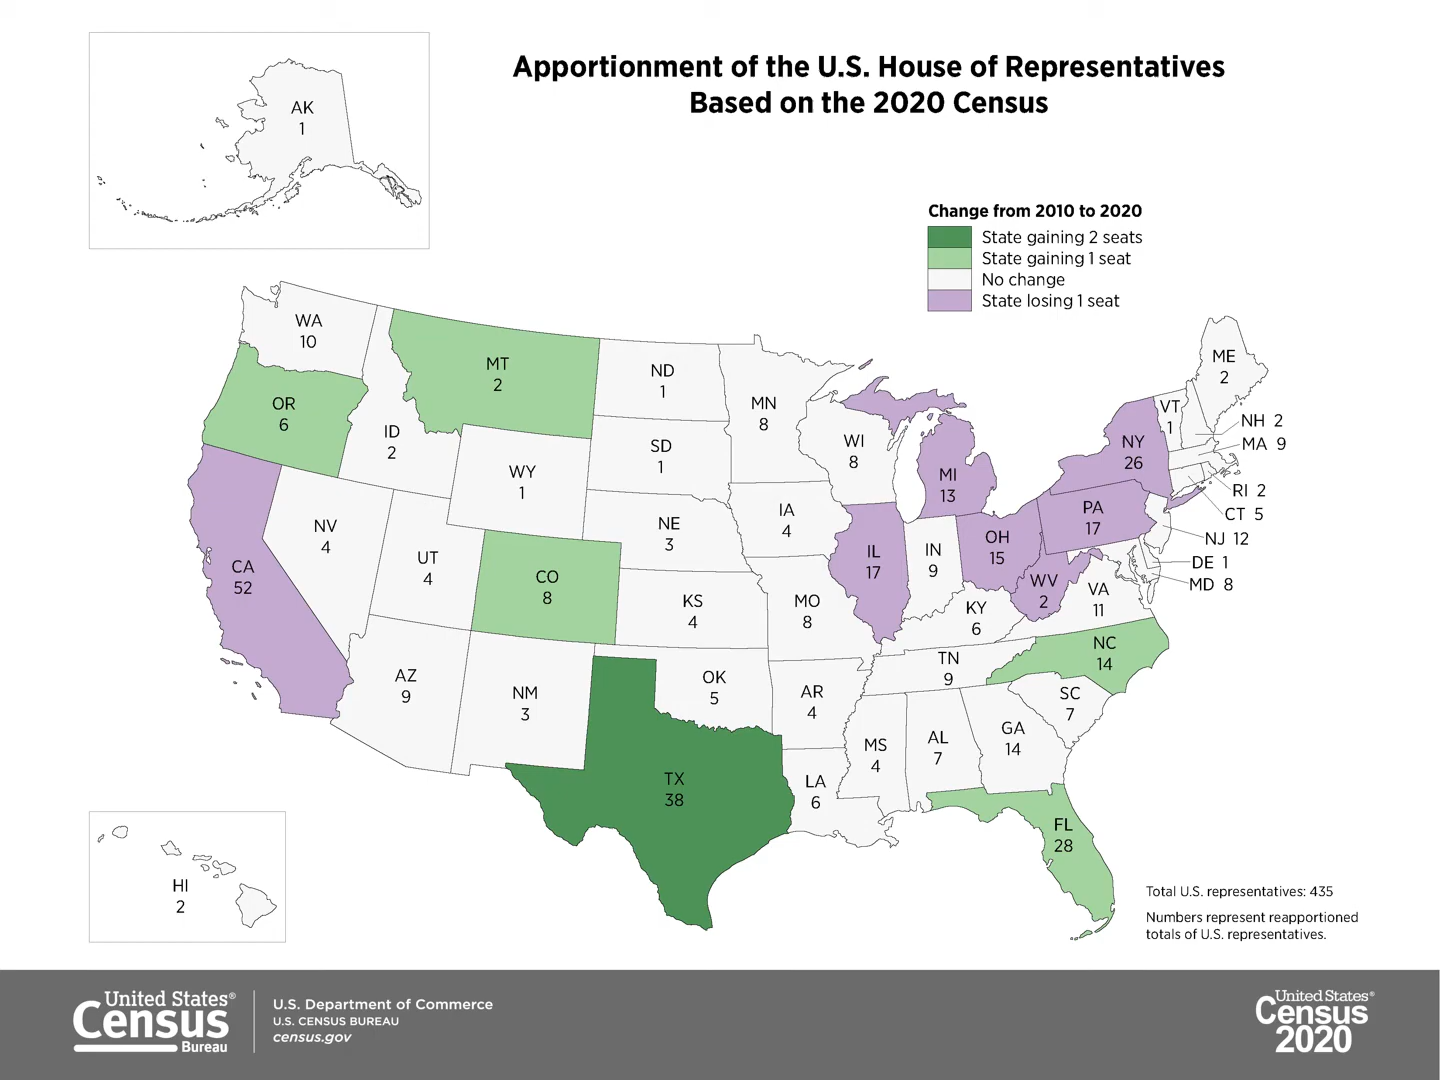 Apportionment of the U.S. House of Representatives
Based on the 2020 Census
AK
1
Change from 2010 to 2020
State gaining 2 seats
State gaining 1 seat
No change
State losing 1 seat
WA
10
OR
6
MT
2
ID
2
WY
1
ND
1
SD
1
MN
8
WI
8
MI
13
ME
2
VT
1
NH 2
MA 9
NY
26
RI 2
CT 5
NJ 12
DE 1
MD 8
PA
17
NV
4
UT
4
CA
52
CO
8
NE
3
IA
4
IL
17
IN
9
OH
15
WV
2
VA
11
KS
4
MO
8
KY
6
NC
14
TN
9
AZ
9
NM
3
OK
5
AR
4
SC
7
MS
4
AL
7
GA
14
TX
38
LA
6
FL
28
HI
2
Total U.S. representatives: 435
Numbers represent reapportioned
totals of U.S. representatives.
United States®
Census
Bureau
U.S. Department of Commerce
U.S. CENSUS BUREAU
census.gov
United States®
Census
2020